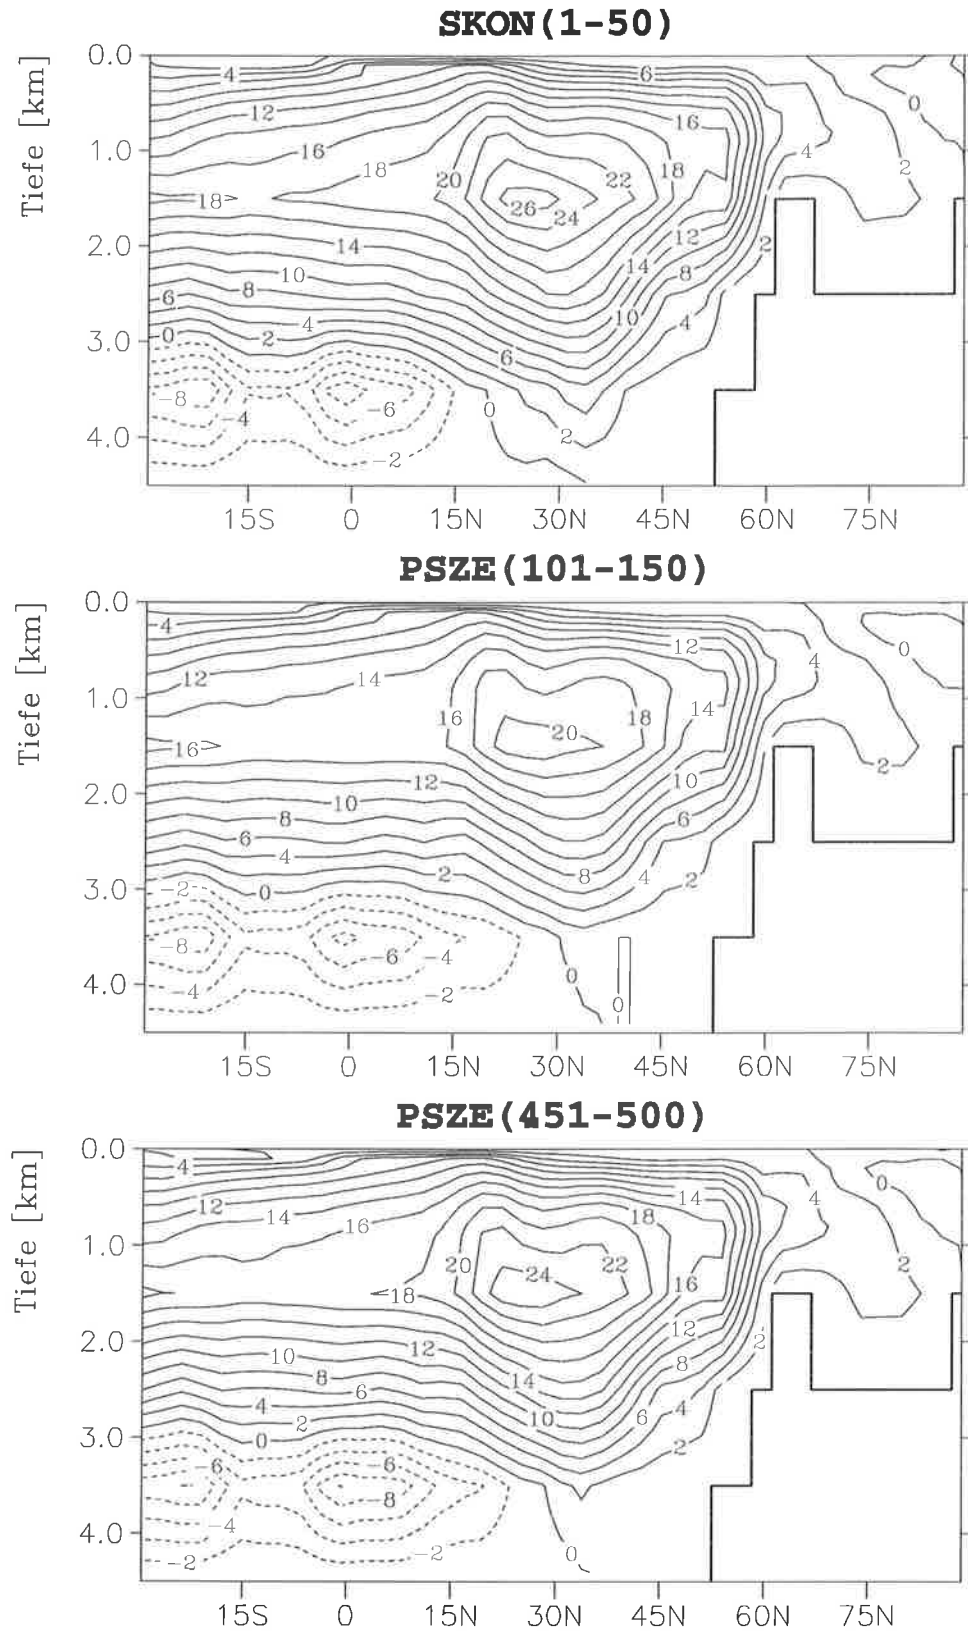 SKON(1-50)
Tiefe [km]
0.0
4 6
0
12
16
1.0 16 4
18 18 2
20 22
18 26 24
12
2.0 14 2
14
10 8
8
6
4 10 4
0 2
3.0
6
-8
-6 0
-4
2
4.0
-2
15S 0 15N 30N 45N 60N 75N
PSZE(101-150)
Tiefe [km]
0.0
4
12 0
4
12 14
1.0
16 18 14
20
16
2
12 10
2.0 10
8 6
6
4
2 8 4 2
3.0 -2 0
-8
-6 -4
0
4.0 -4 -2 0
15S 0 15N 30N 45N 60N 75N
PSZE(451-500)
Tiefe [km]
0.0
4
0
12 14 4
14 16 18
1.0
20 24 22 2
16
18
12
2.0 2
10 12 8
8 14
6
4 2 10 6 4
3.0 0 2
-6 -6
-8
-4
4.0
-2 -2 0
15S 0 15N 30N 45N 60N 75N